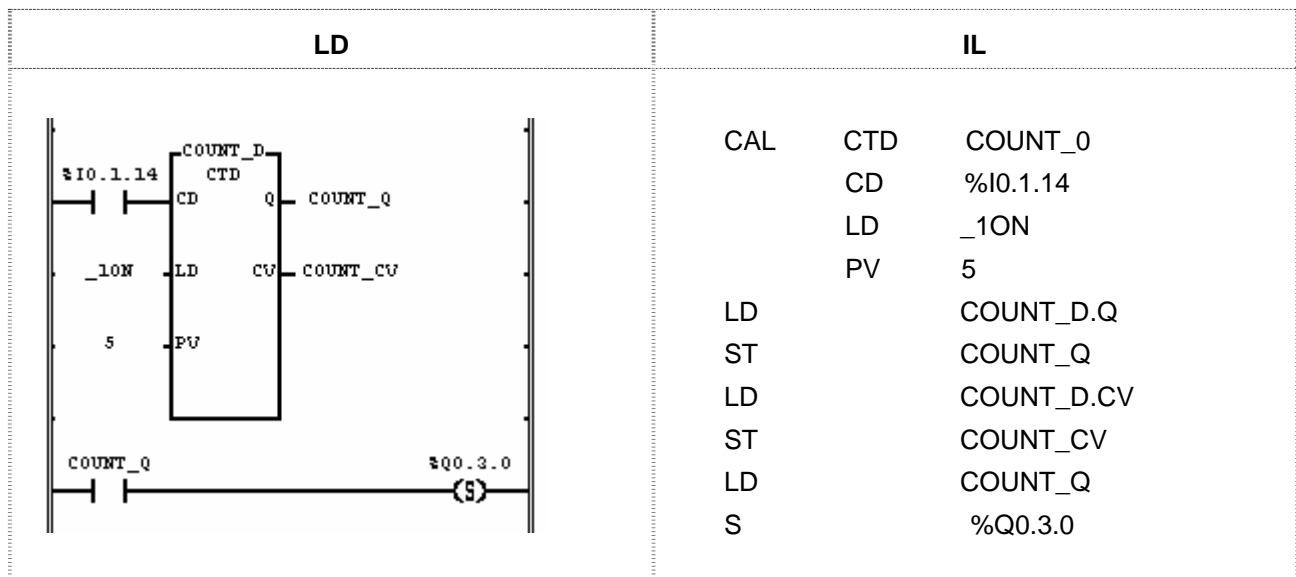 LD
IL
COUNT_D
%I0.1.14 CTD
CD Q COUNT_Q
_1ON LD CV COUNT_CV
5 PV
COUNT_Q %Q0.3.0
(S)
CAL CTD COUNT_0
CD %I0.1.14
LD _1ON
PV 5
LD COUNT_D.Q
ST COUNT_Q
LD COUNT_D.CV
ST COUNT_CV
LD COUNT_Q
S %Q0.3.0